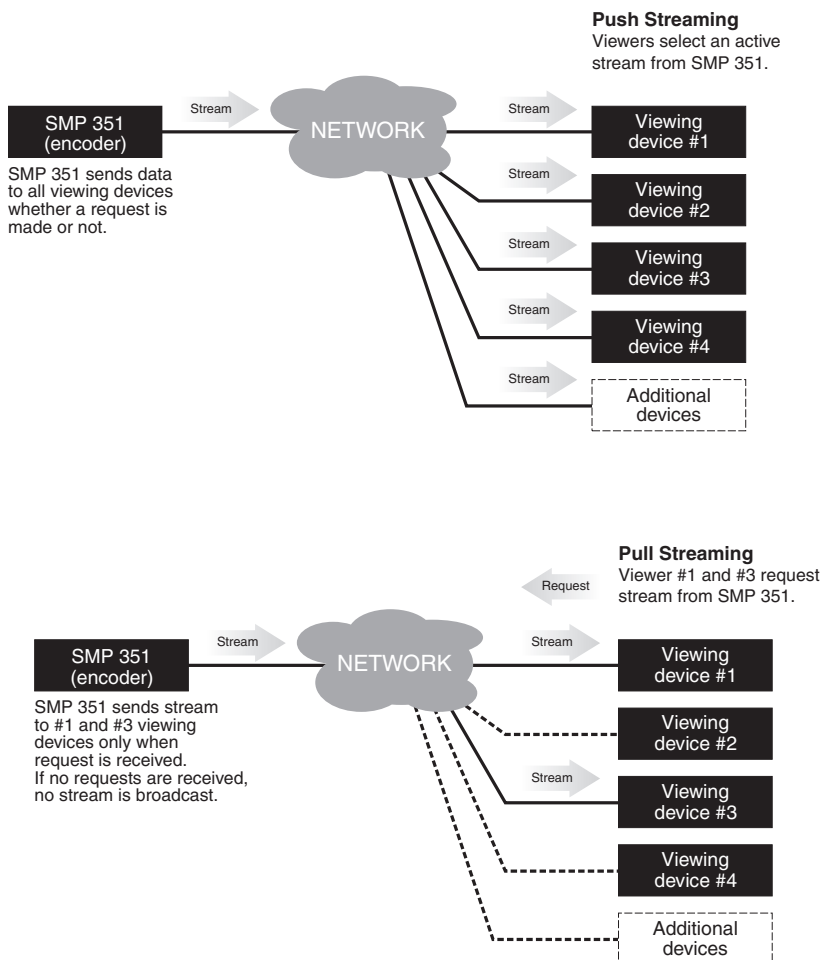 Push Streaming
Viewers select an active
stream from SMP 351.
SMP 351
(encoder)
Stream
NETWORK
SMP 351 sends data
to all viewing devices
whether a request is
made or not.
Stream
Viewing
device #1
Stream
Viewing
device #2
Stream
Viewing
device #3
Stream
Viewing
device #4
Stream
Additional
devices
Pull Streaming
Viewer #1 and #3 request
stream from SMP 351.
Request
SMP 351
(encoder)
Stream
NETWORK
SMP 351 sends stream
to #1 and #3 viewing
devices only when
request is received.
If no requests are received,
no stream is broadcast.
Stream
Viewing
device #1
Viewing
device #2
Stream
Viewing
device #3
Viewing
device #4
Additional
devices